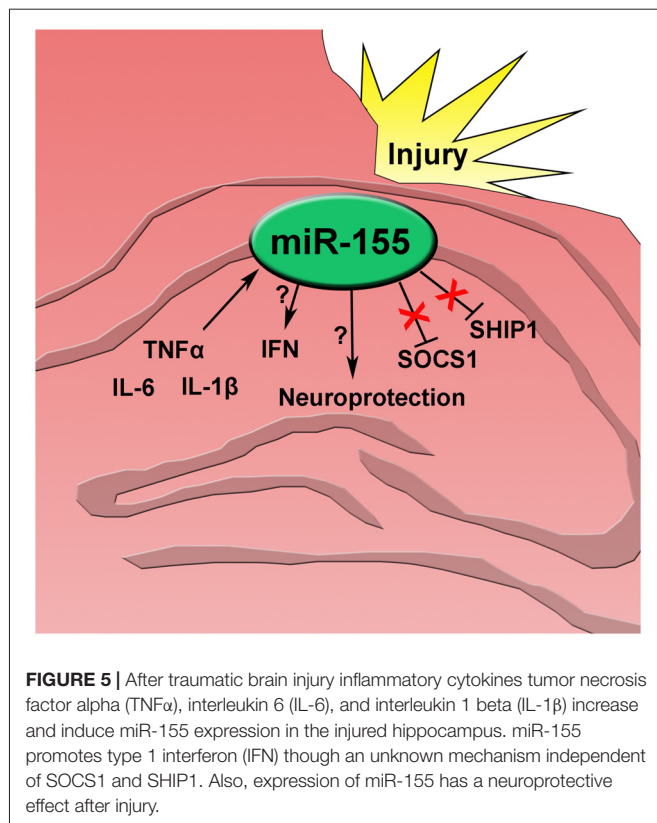 Injury
miR-155
?
?
TNFα
IFN
SOCS1
SHIP1
IL-6 IL-1β
Neuroprotection
FIGURE 5 | After traumatic brain injury inflammatory cytokines tumor necrosis
factor alpha (TNFα), interleukin 6 (IL-6), and interleukin 1 beta (IL-1β) increase
and induce miR-155 expression in the injured hippocampus. miR-155
promotes type 1 interferon (IFN) though an unknown mechanism independent
of SOCS1 and SHIP1. Also, expression of miR-155 has a neuroprotective
effect after injury.